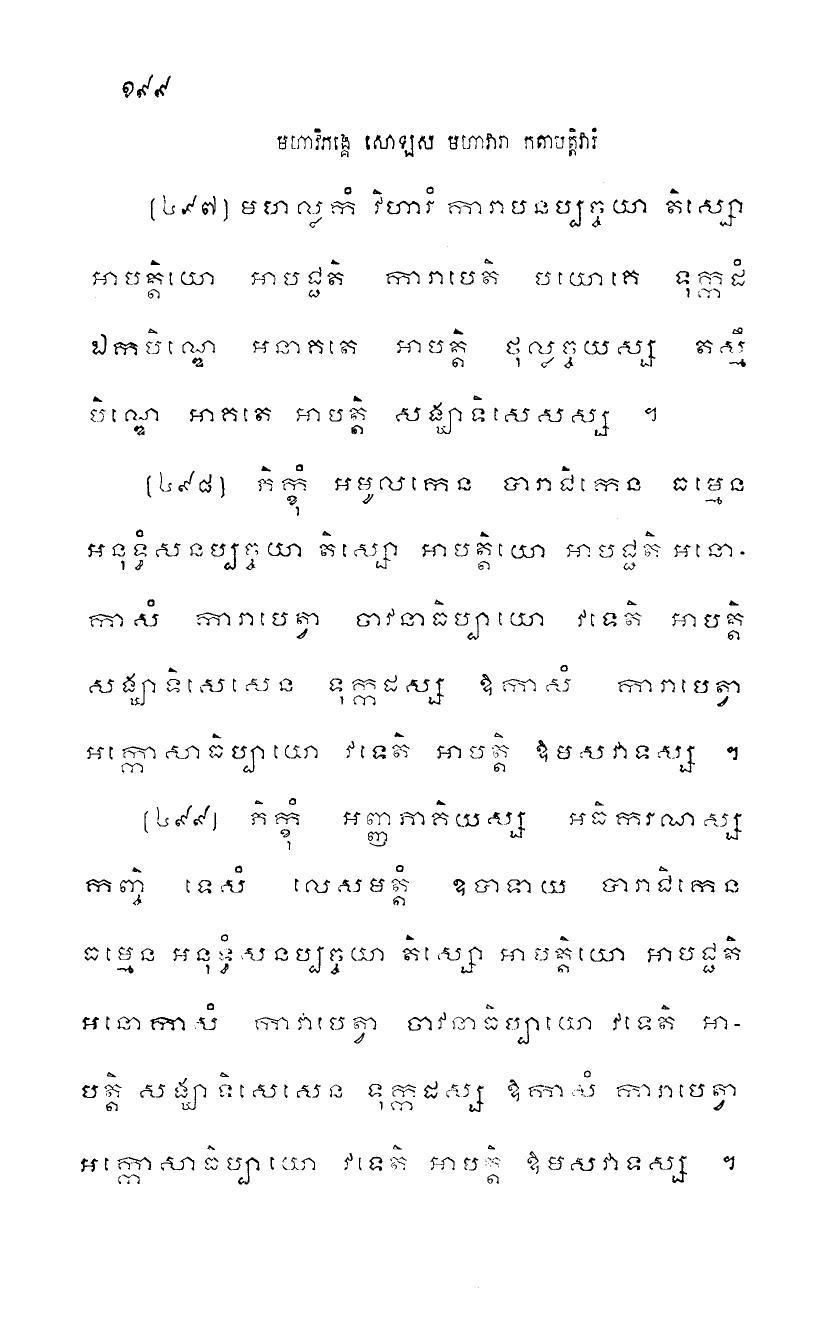 ១៩៩
មហាវិភង្គេ សោឡស មហាវារា កតាបត្តិវារំ
(៤៩៧) មហល្លកំ វិហារំ ការាបនប្បច្ចយា តិស្សោ
អាបត្តិយោ អាបជ្ជតិ ការាបេតិ បយោគេ ទុក្កដំ
ឯកបិណ្ឌេ អនាគតេ អាបត្តិ ថុល្លច្ចយស្ស តស្មឹ
បិណ្ឌេ អាគតេ អាបត្តិ សង្ឃាទិសេសស្ស ។
(៤៩៨) ភិក្ខុំ អមូលកេន បារាជិកេន ធម្មេន
អនុទ្ធំសនប្បច្ចយា តិស្សោ អាបត្តិយោ អាបជ្ជតិ អនោ-
កាសំ ការាបេត្វា ចាវនាធិប្បាយោ វទេតិ អាបត្តិ
សង្ឃាទិសេសេន ទុក្កដស្ស ឱកាសំ ការាបេត្វា
អក្កោសាធិប្បាយោ វទេតិ អាបត្តិ ឱមសវាទស្ស ។
(៤៩៩) ភិក្ខុំ អញ្ញភាគិយស្ស អធិករណស្ស
កញ្ចិ ទេសំ លេសមត្តំ ឧបាទាយ បារាជិកេន
ធម្មេន អនុទ្ធំសនប្បច្ចយា តិស្សោ អាបត្តិយោ អាបជ្ជតិ
អនោកាសំ ការាបេត្វា ចាវនាធិប្បាយោ វទេតិ អា-
បត្តិ សង្ឃាទិសេសេន ទុក្កដស្ស ឱកាសំ ការាបេត្វា
អក្កោសាធិប្បាយោ វទេតិ អាបត្តិ ឱមសវាទស្ស ។